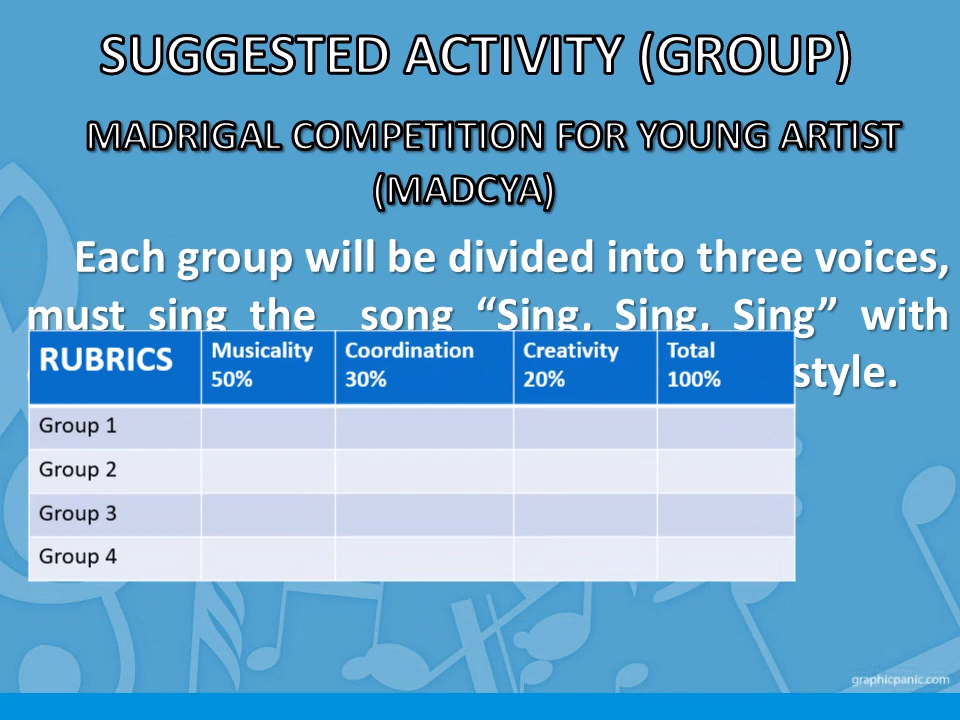 SUGGESTED ACTIVITY (GROUP)
MADRIGAL COMPETITION FOR YOUNG ARTIST
(MADCYA)
Each group will be divided into three voices,
must sing the song “Sing, Sing, Sing” with
style.
RUBRICS Musicality 50% Coordination 30% Creativity 20% Total 100%
Group 1
Group 2
Group 3
Group 4
graphicpanic.com